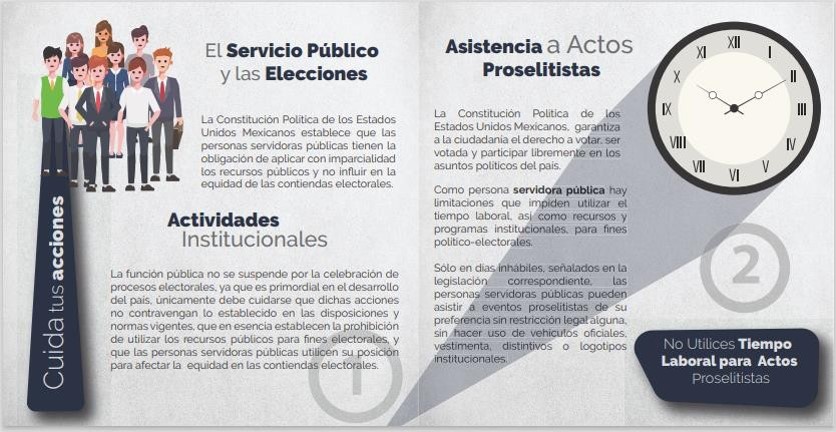 El Servicio Público
y las Elecciones
La Constitución Política de los Estados
Unidos Mexicanos establece que las
personas servidoras públicas tienen la
obligación de aplicar con imparcialidad
los recursos públicos y no influir en la
equidad de las contiendas electorales.
Cuida tus acciones
Actividades
Institucionales
La función pública no se suspende por la celebración de
procesos electorales, ya que es primordial en el desarrollo
del país, únicamente debe cuidarse que dichas acciones
no contravengan lo establecido en las disposiciones y
normas vigentes, que en esencia establecen la prohibición
de utilizar los recursos públicos para fines electorales, y
que las personas servidoras públicas utilicen su posición
para afectar la equidad en las contiendas electorales.
1
Asistencia a Actos
Proselitistas
La Constitución Política de los
Estados Unidos Mexicanos, garantiza
a la ciudadanía el derecho a votar, ser
votada y participar libremente en los
asuntos políticos del país.
Como persona servidora pública hay
limitaciones que impiden utilizar el
tiempo laboral, así como recursos y
programas institucionales, para fines
político-electorales.
Sólo en días inhábiles, señalados en la
legislación correspondiente, las
personas servidoras públicas pueden
asistir a eventos proselitistas de su
preferencia sin restricción legal alguna,
sin hacer uso de vehículos oficiales,
vestimenta, distintivos o logotipos
institucionales.
XII
I
II
III
IV
V
VI
VII
VIII
IX
X
XI
2
No Utilices Tiempo
Laboral para Actos
Proselitistas